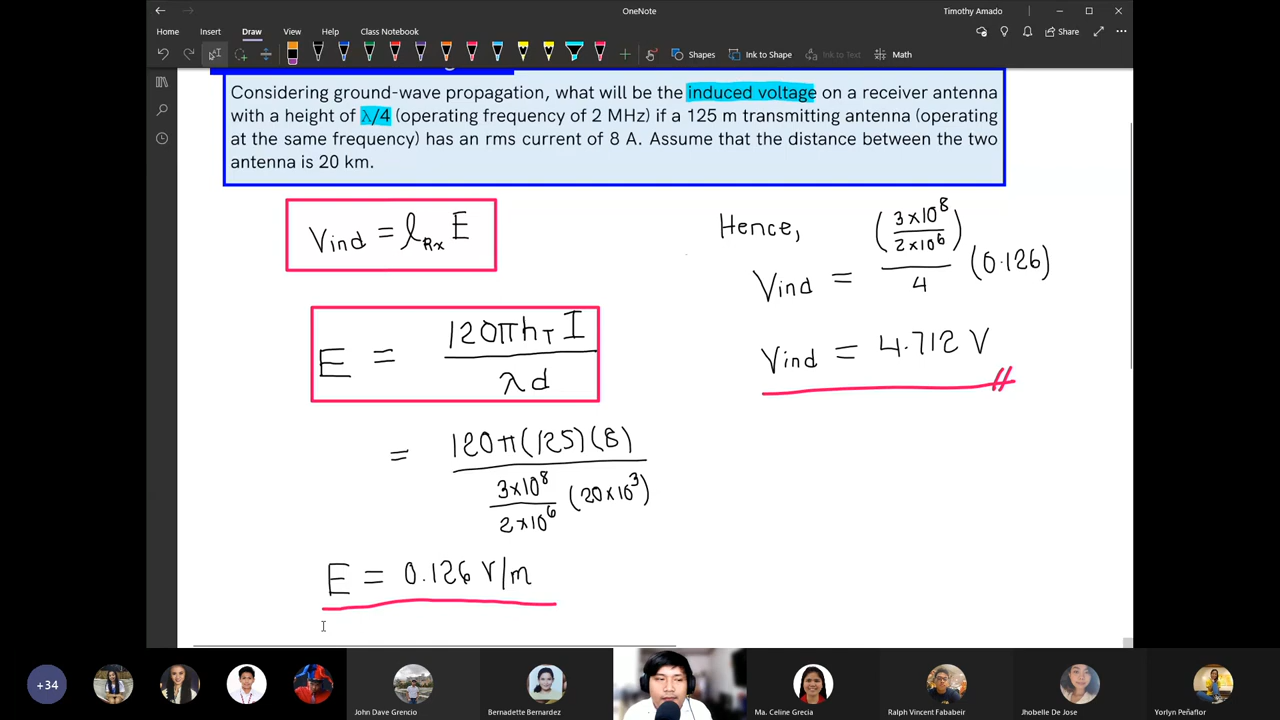 OneNote
Timothy Amado
Home Insert Draw View Help Class Notebook
Share
Shapes Ink to Shape Ink to Text Math
Considering ground-wave propagation, what will be the induced voltage on a receiver antenna
with a height of λ/4 (operating frequency of 2 MHz) if a 125 m transmitting antenna (operating
at the same frequency) has an rms current of 8 A. Assume that the distance between the two
antenna is 20 km.
Vind = lRx E
E = 120πhT I / λd
= 120π(125)(8) / 3×10^8 / 2×10^6 (20×10^3)
E = 0.126 V/m
Hence,
Vind = (3×10^8 / 2×10^6) / 4 (0.126)
Vind = 4.712 V
+34
John Dave Grencio
Bernadette Bernardez
Ma. Celine Grecia
Ralph Vincent Fababeir
Jhobelle De Jose
Yorlyn Peñaflor